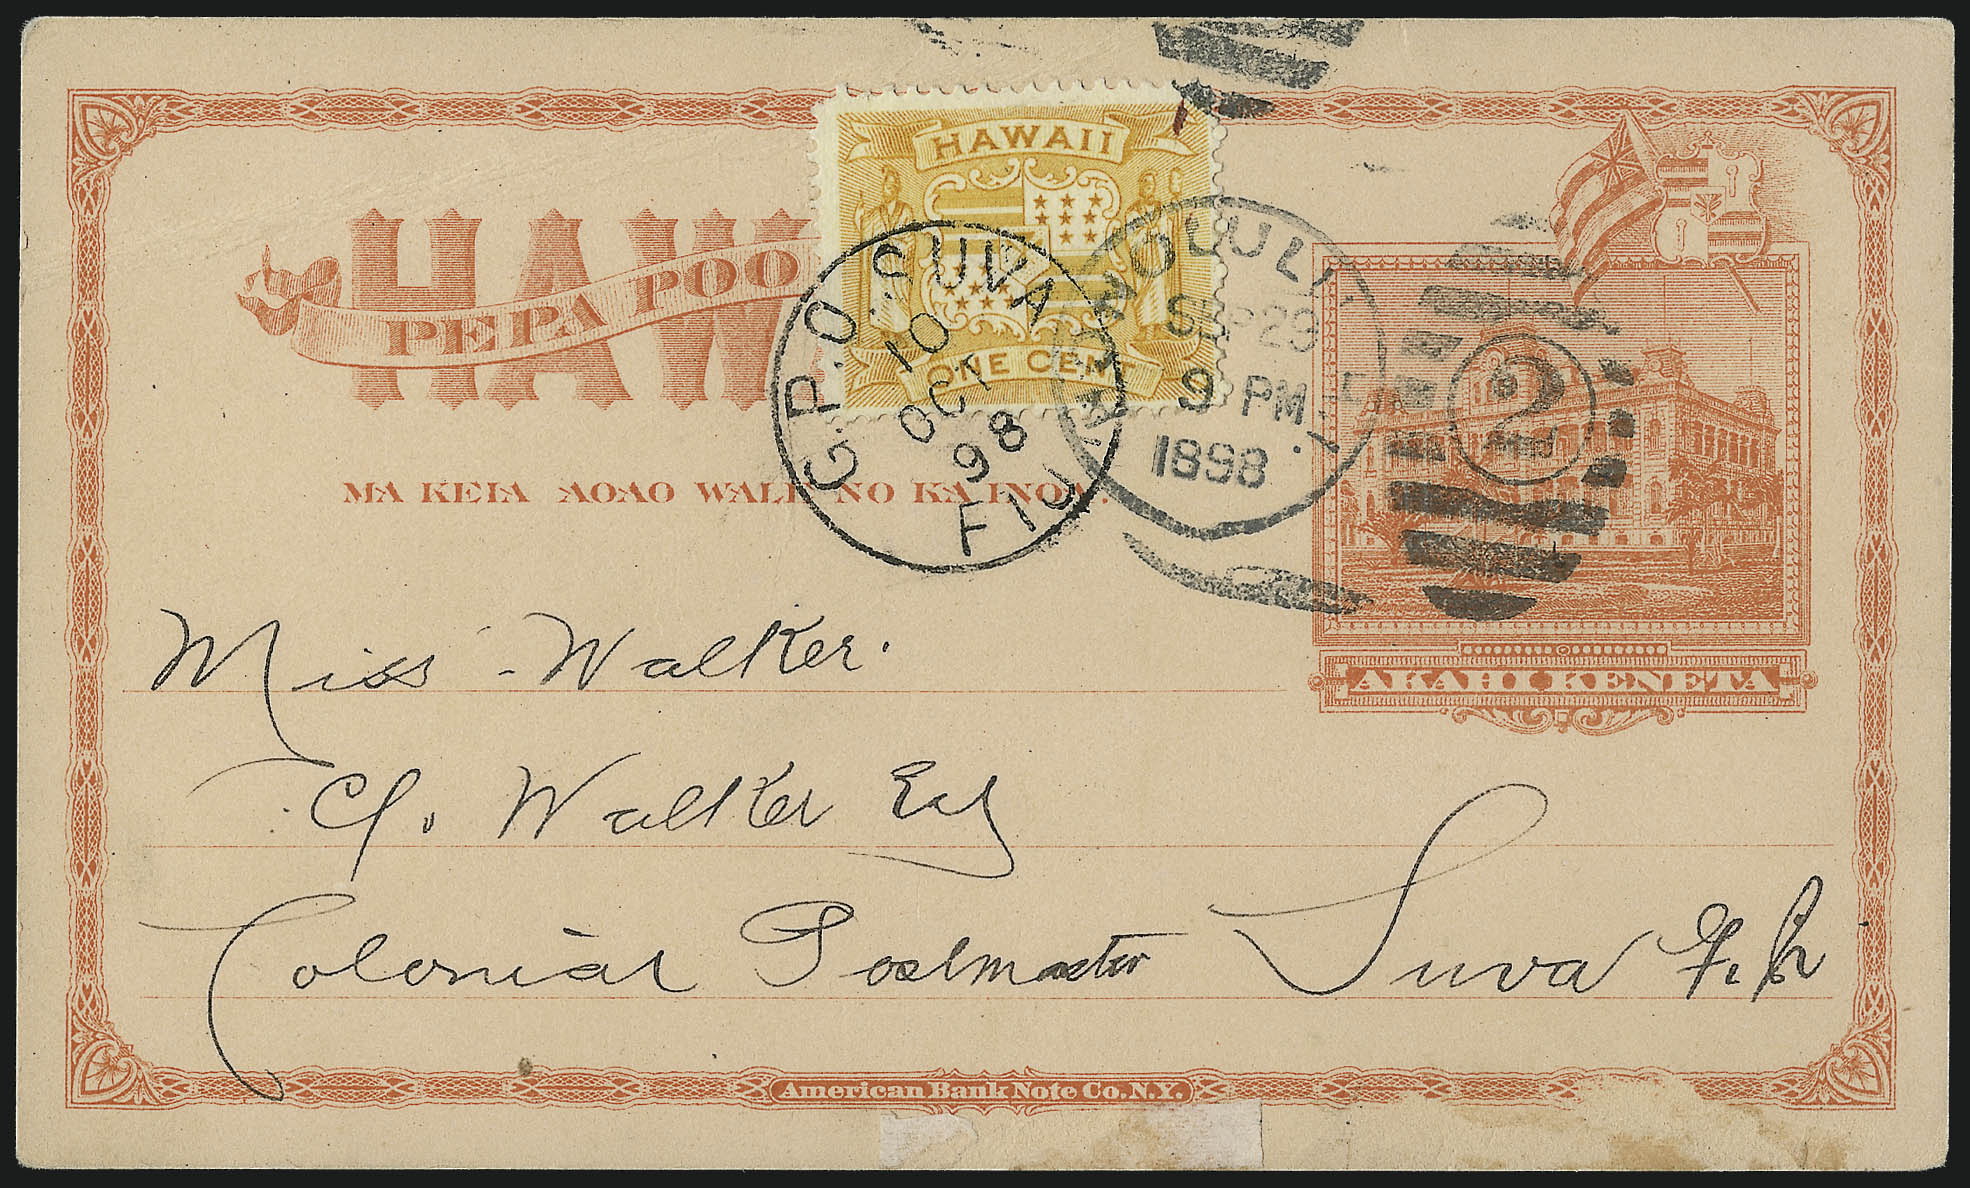 HAWAII
ONE CENT
HAW
PEPA POO
MA KEIA AOAO WALE NO KA INOA.
G.P.O. SUVA
10
OCT
98
FIJI
HONOLULU
SEP 29
9 PM
1898
H.I.
2
AKAHI KENETA
Miss Walker.
Walker Esq
Colonial Postmaster Suva Fiji
American Bank Note Co. N.Y.